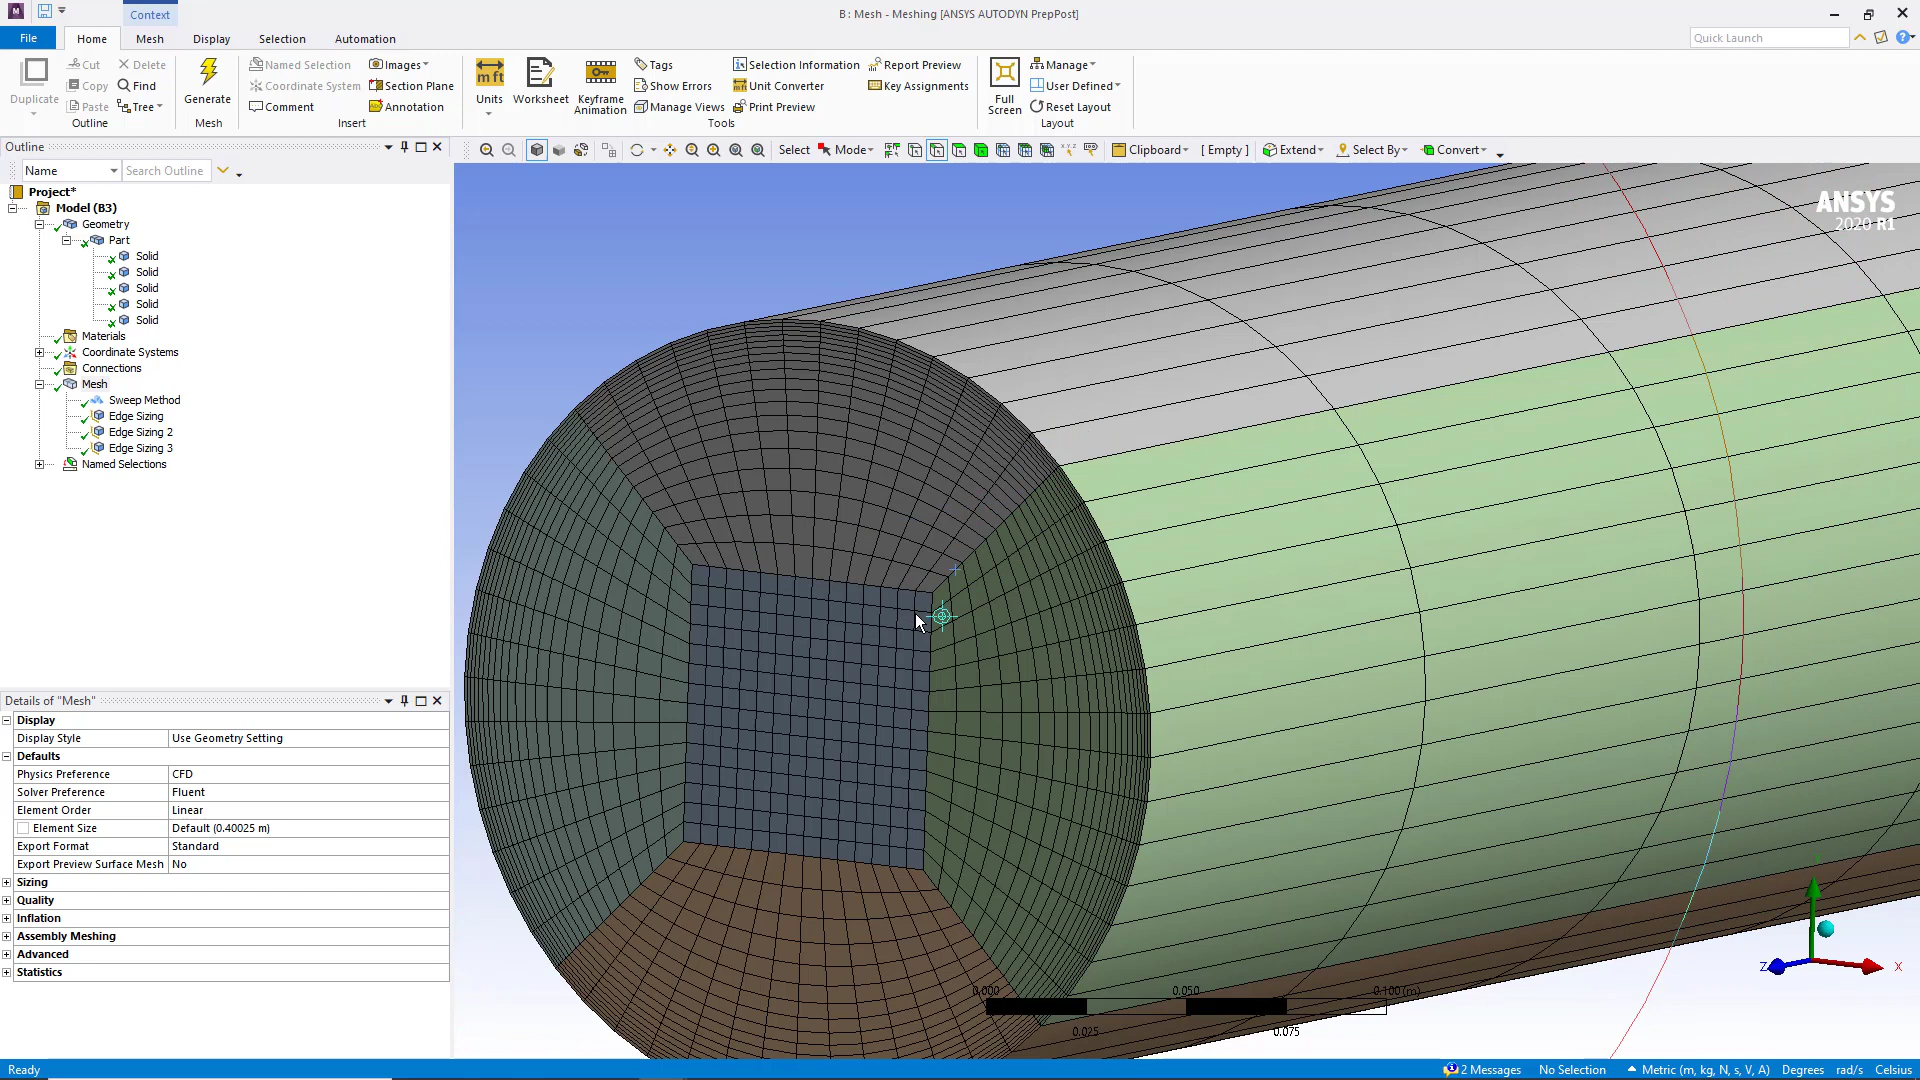 Context
B : Mesh - Meshing [ANSYS AUTODYN PrepPost]
File Home Mesh Display Selection Automation
Quick Launch
Duplicate Cut Copy Paste Delete Find Tree
Outline
Generate
Mesh
Named Selection Coordinate System Comment Images Section Plane Annotation
Insert
Units Worksheet Keyframe Animation Tags Show Errors Manage Views Selection Information Unit Converter Print Preview Report Preview Key Assignments
Tools
Full Screen Manage User Defined Reset Layout
Layout
mft
Outline
Name Search Outline
Select Mode Clipboard [ Empty ] Extend Select By Convert
Project*
Model (B3)
Geometry
Part
Solid
Solid
Solid
Solid
Solid
Materials
Coordinate Systems
Connections
Mesh
Sweep Method
Edge Sizing
Edge Sizing 2
Edge Sizing 3
Named Selections
ANSYS
2020 R1
Details of "Mesh"
Display
Display Style Use Geometry Setting
Defaults
Physics Preference CFD
Solver Preference Fluent
Element Order Linear
Element Size Default (0.40025 m)
Export Format Standard
Export Preview Surface Mesh No
Sizing
Quality
Inflation
Assembly Meshing
Advanced
Statistics
0.000 0.050 0.100 (m)
0.025 0.075
Z X
Ready 2 Messages No Selection Metric (m, kg, N, s, V, A) Degrees rad/s Celsius